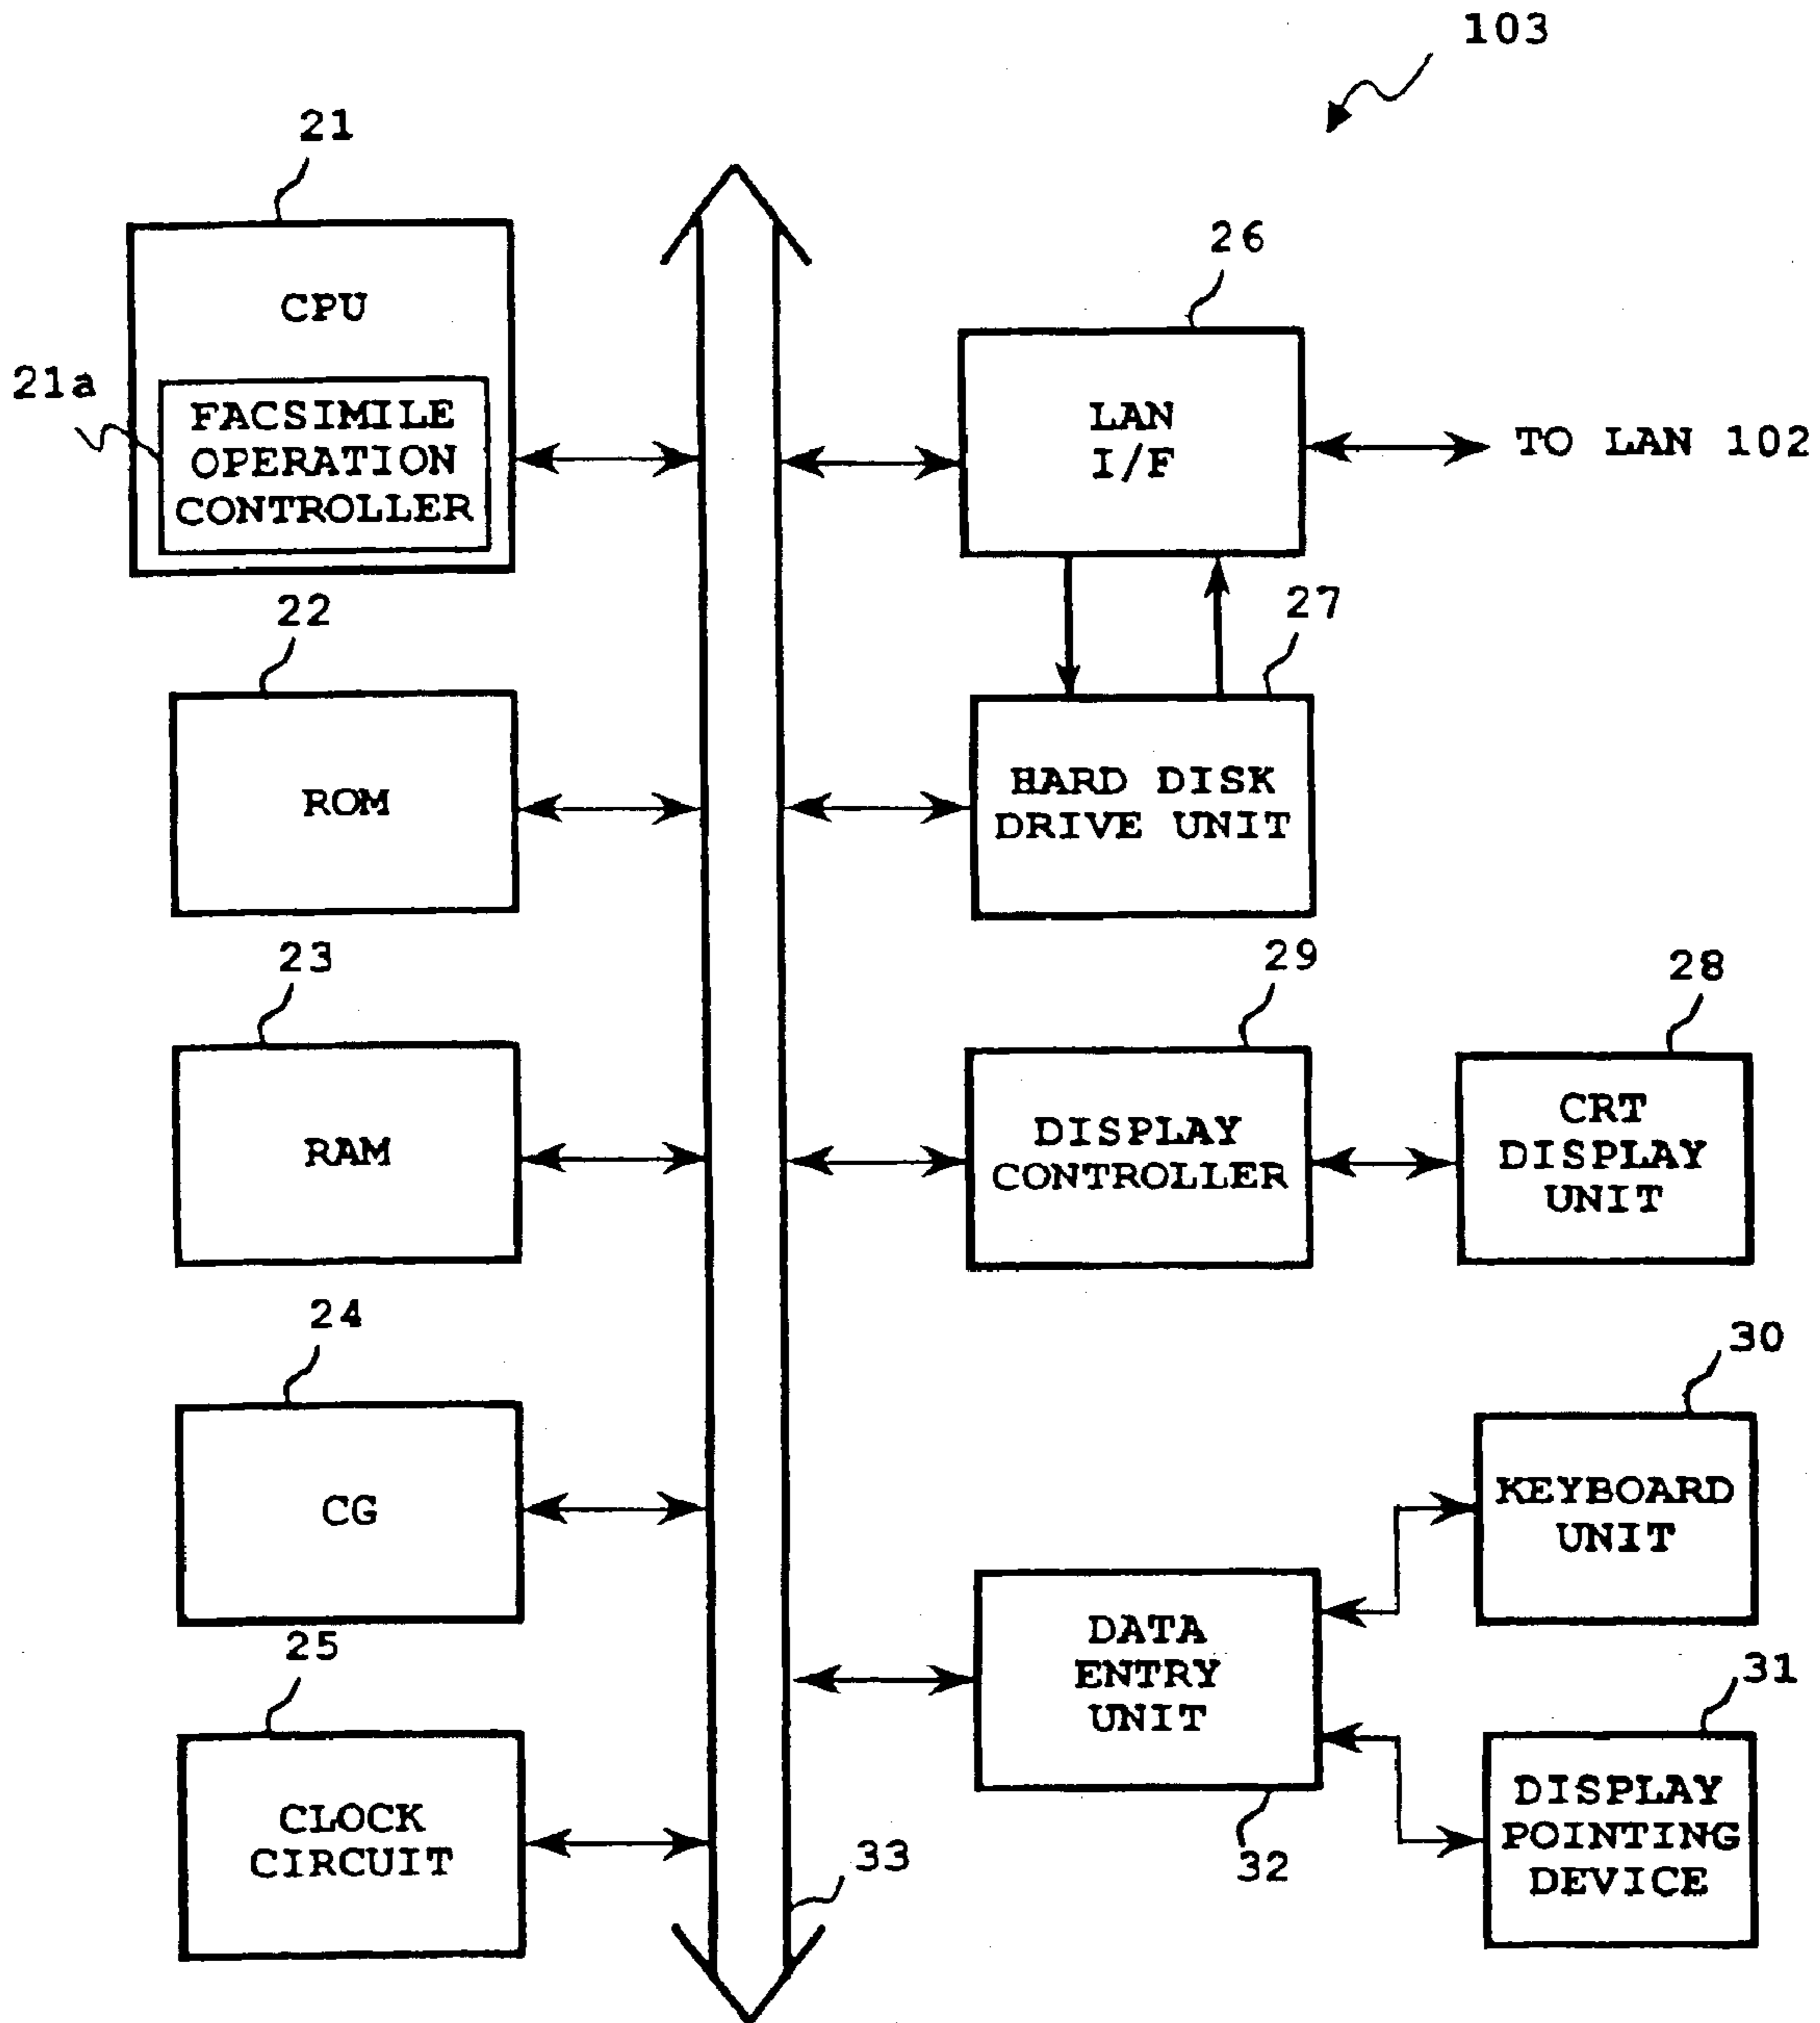 103
21
CPU
21a
FACSIMILE
OPERATION
CONTROLLER
26
LAN
I/F
TO LAN 102
22
ROM
27
HARD DISK
DRIVE UNIT
23
RAM
29
DISPLAY
CONTROLLER
28
CRT
DISPLAY
UNIT
24
CG
30
KEYBOARD
UNIT
25
CLOCK
CIRCUIT
DATA
ENTRY
UNIT
32
31
DISPLAY
POINTING
DEVICE
33